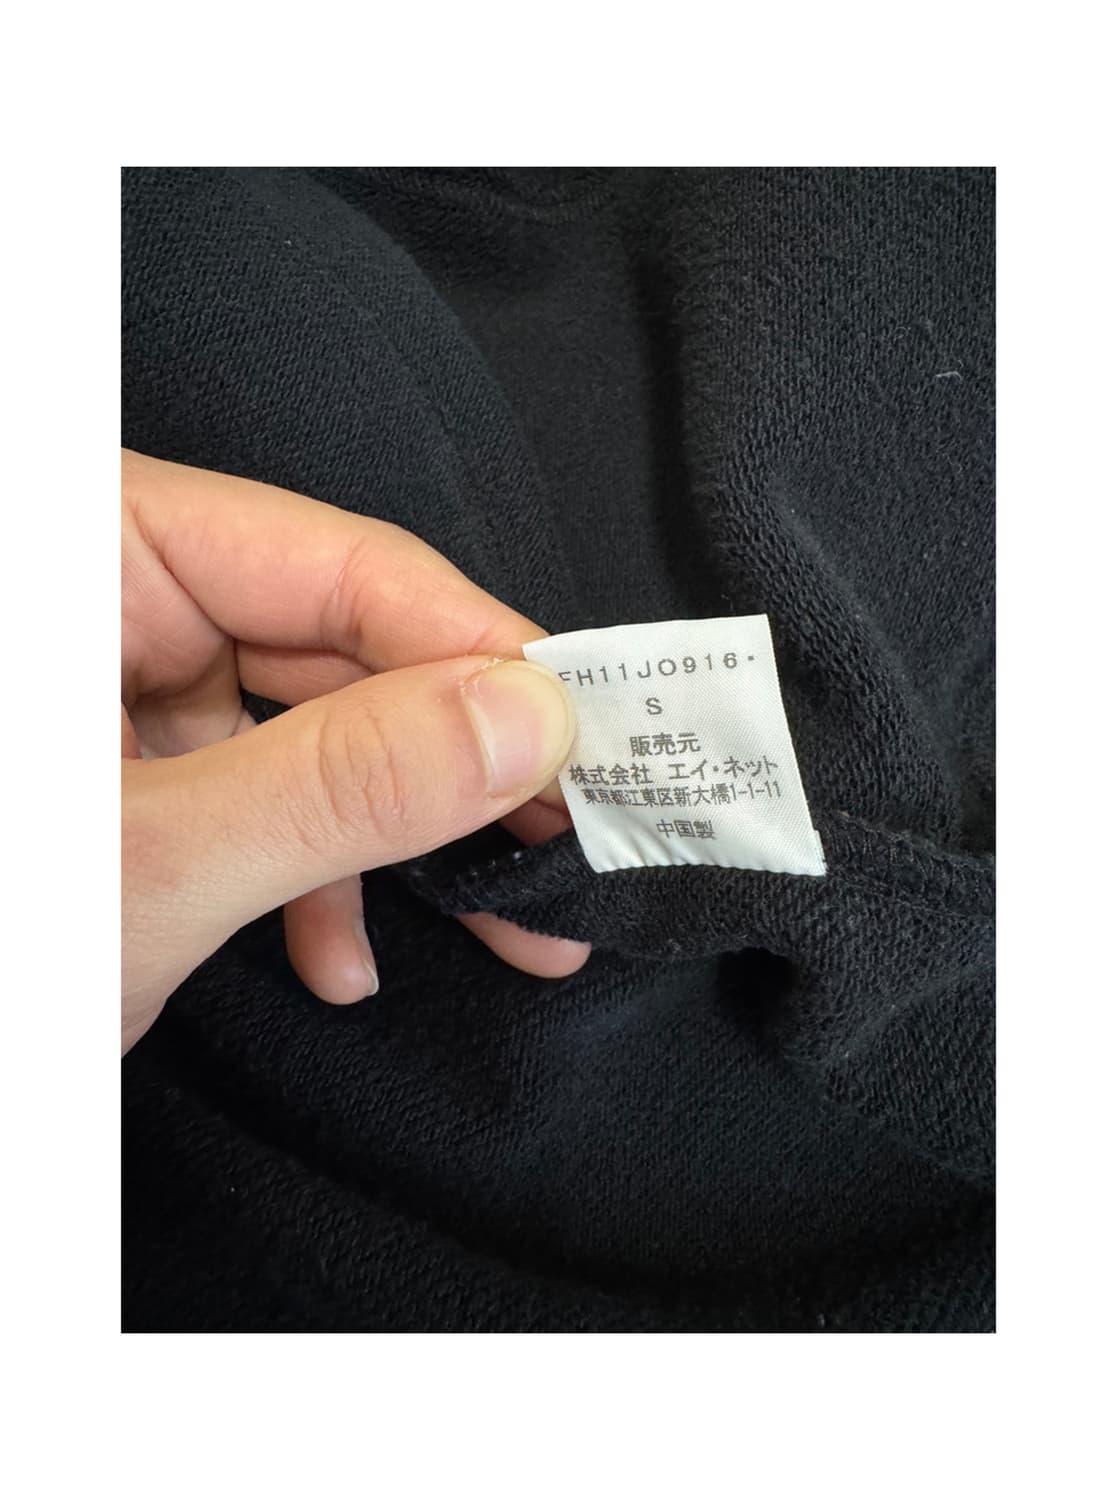 FH11JO916-
S
販売元
株式会社 エイ・ネット
東京都江東区新大橋1-1-11
中国製